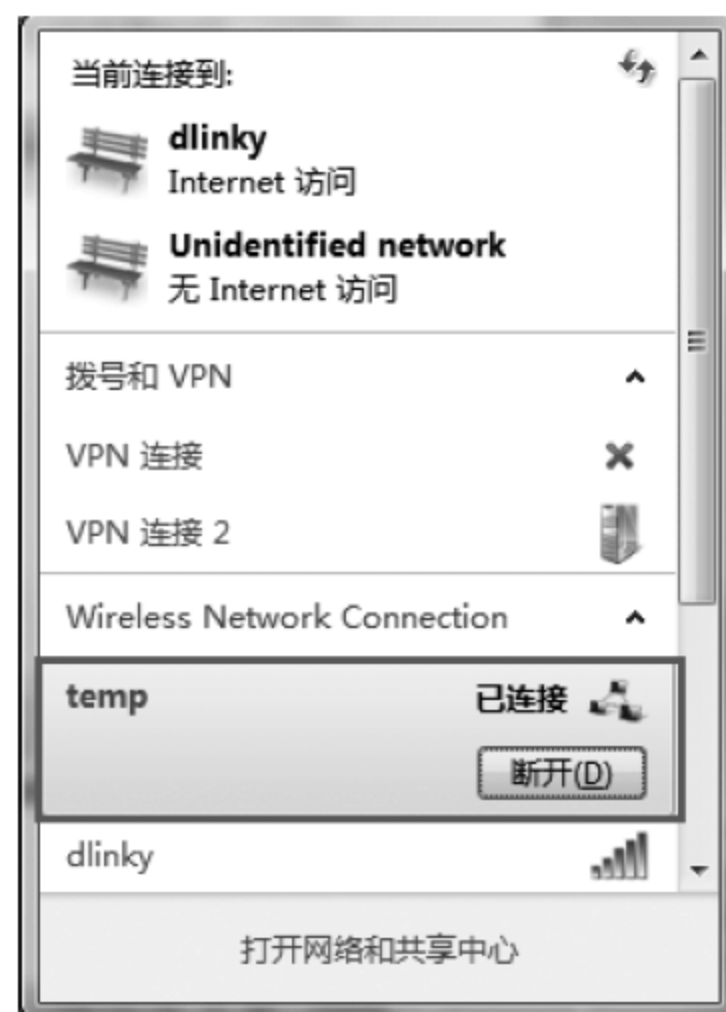 当前连接到:
dlinky
Internet 访问
Unidentified network
无 Internet 访问
拨号和 VPN
VPN 连接
VPN 连接 2
Wireless Network Connection
temp 已连接
断开(D)
dlinky
打开网络和共享中心